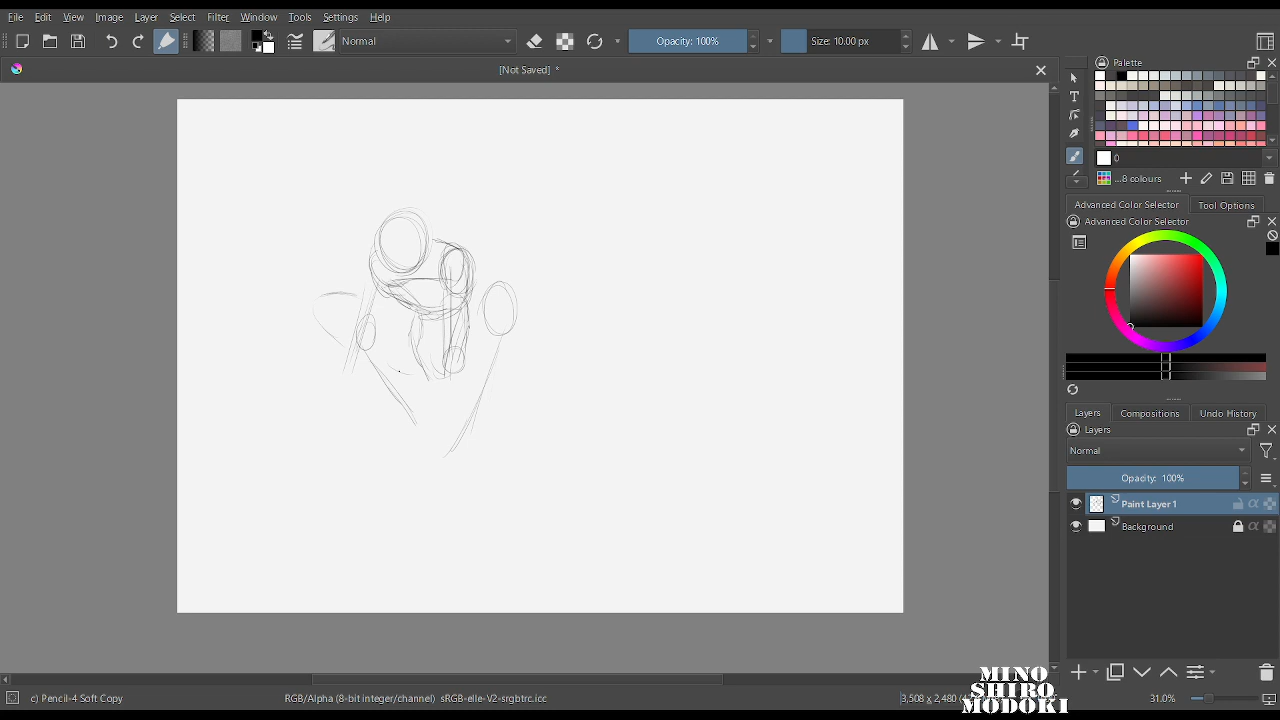 File Edit View Image Layer Select Filter Window Tools Settings Help
Normal Opacity: 100% Size: 10.00 px
[Not Saved] *
Palette
0
...8 colours
Advanced Color Selector Tool Options
Advanced Color Selector
Layers Compositions Undo History
Layers
Normal
Opacity: 100%
Paint Layer 1
Background
c) Pencil-4 Soft Copy RGB/Alpha (8-bit integer/channel) sRGB-elle-V2-srgbtrc.icc 3,508 x 2,480 31.0%
MINO
SHIRO
MODOKI